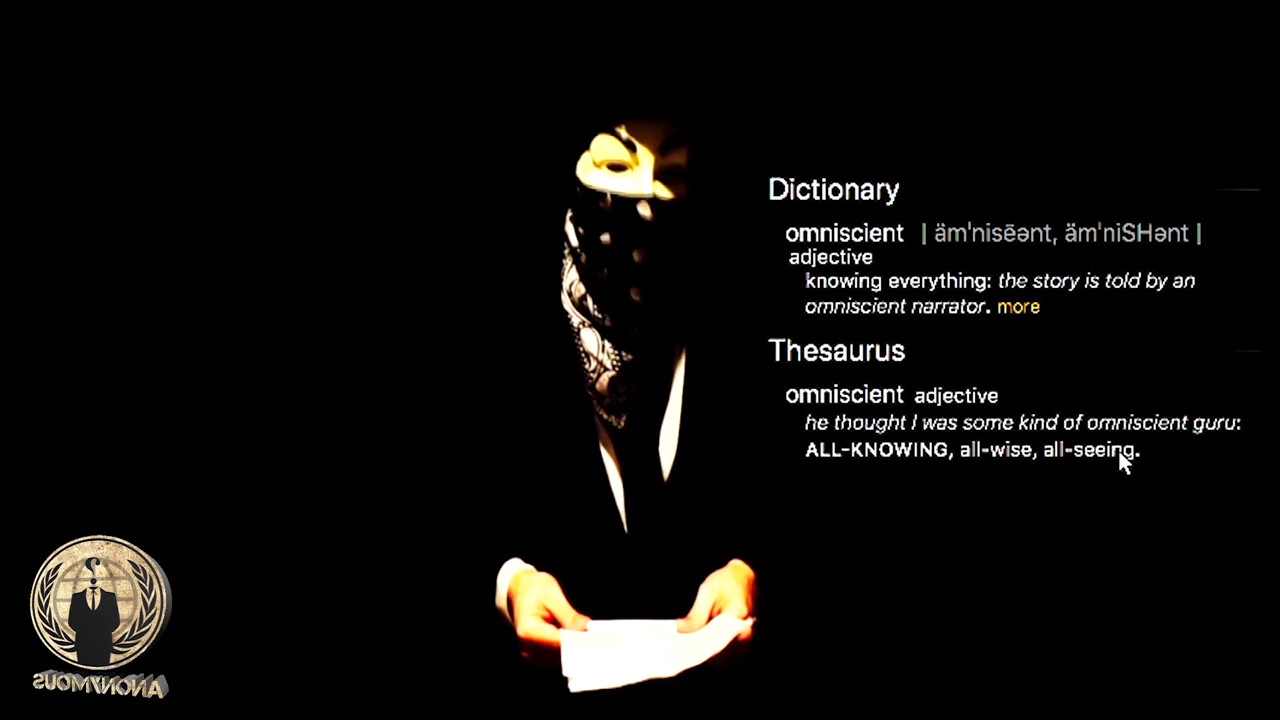 Dictionary
omniscient | äm'nisēənt, äm'niSHənt |
adjective
knowing everything: the story is told by an
omniscient narrator. more
Thesaurus
omniscient adjective
he thought I was some kind of omniscient guru:
ALL-KNOWING, all-wise, all-seeing.
ANONYMOUS